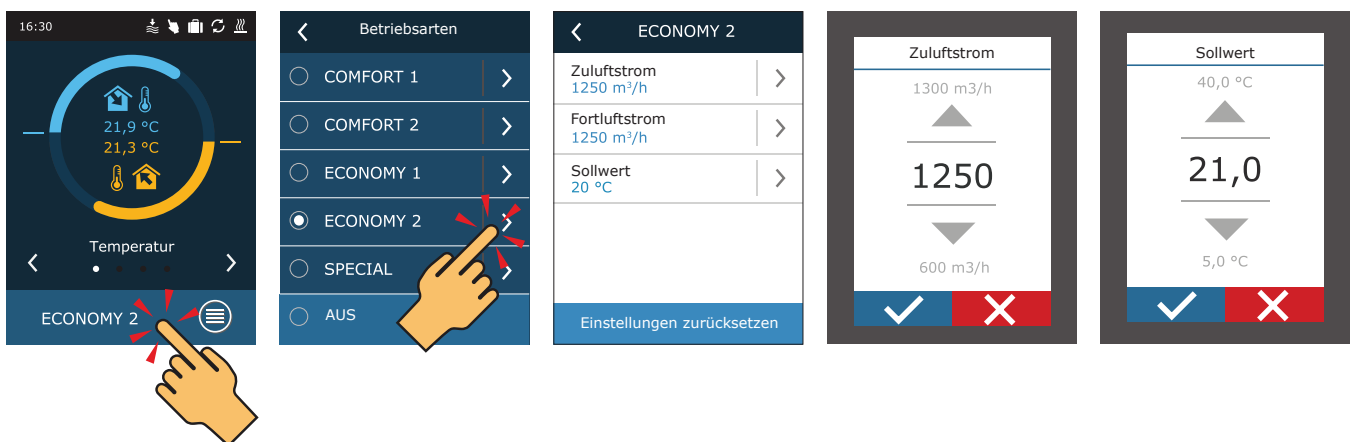 16:30
21,9 °C
21,3 °C
Temperatur
ECONOMY 2
Betriebsarten
COMFORT 1
COMFORT 2
ECONOMY 1
ECONOMY 2
SPECIAL
AUS
ECONOMY 2
Zuluftstrom
1250 m³/h
Fortluftstrom
1250 m³/h
Sollwert
20 °C
Einstellungen zurücksetzen
Zuluftstrom
1300 m3/h
1250
600 m3/h
Sollwert
40,0 °C
21,0
5,0 °C